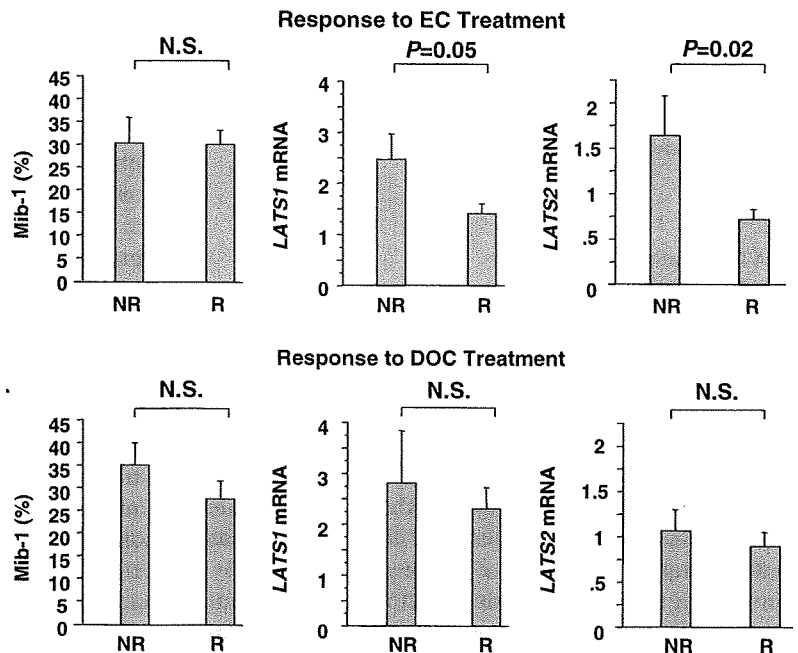 Response to EC Treatment
N.S.
P=0.05
P=0.02
Mib-1 (%)
45
40
35
30
25
20
15
10
5
0
NR R
LATS1 mRNA
4
3
2
1
0
NR R
LATS2 mRNA
2
1.5
1
.5
0
NR R
Response to DOC Treatment
N.S.
N.S.
N.S.
Mib-1 (%)
45
40
35
30
25
20
15
10
5
0
NR R
LATS1 mRNA
4
3
2
1
0
NR R
LATS2 mRNA
2
1.5
1
.5
0
NR R